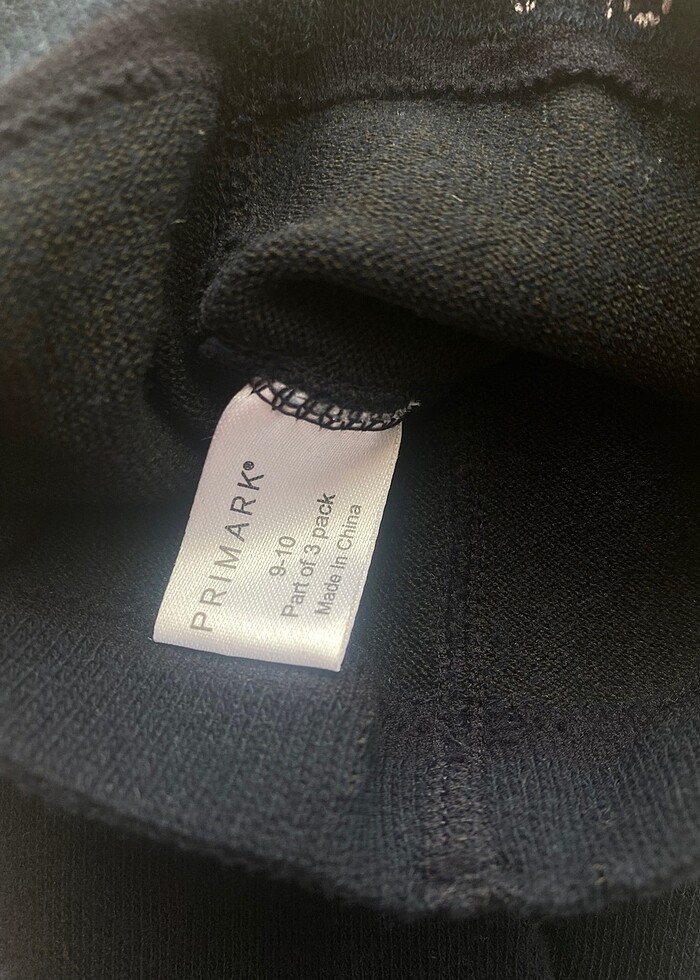 PRIMARK®
9-10
Part of 3 pack
Made In China